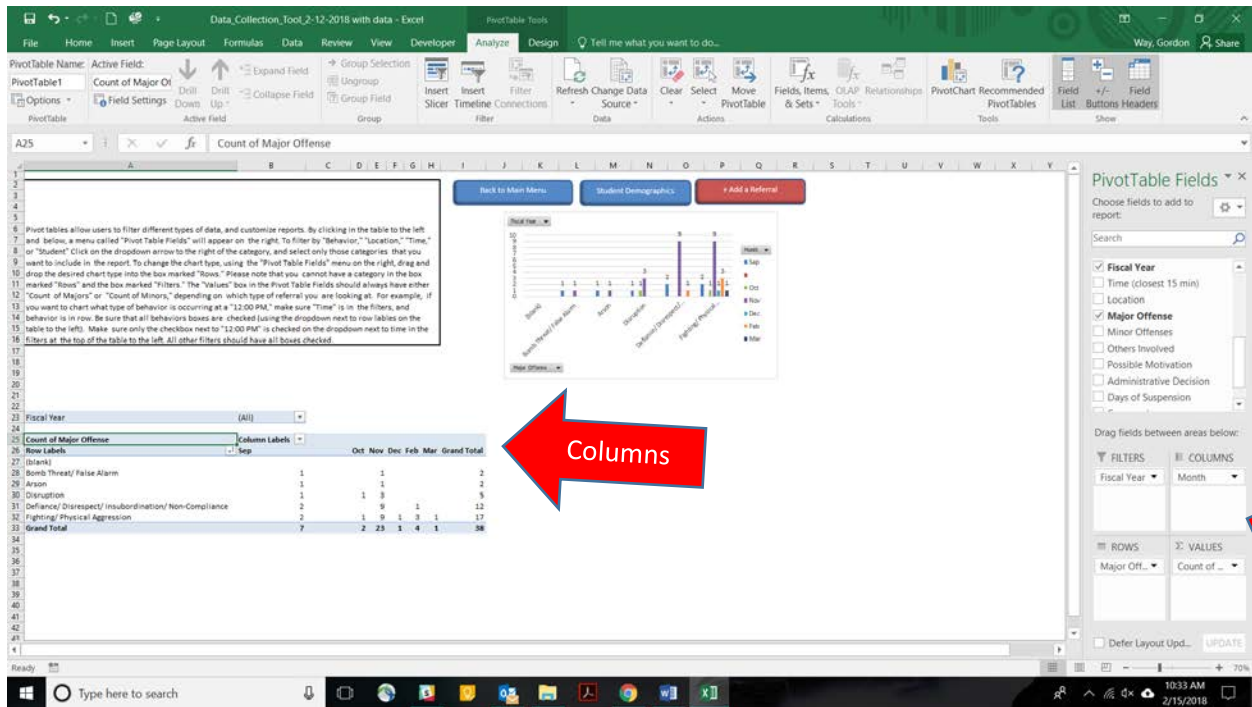 Data_Collection_Tool_2-12-2018 with data - Excel
PivotTable Tools
File Home Insert Page Layout Formulas Data Review View Developer Analyze Design Tell me what you want to do... Way, Gordon Share
PivotTable Name: Active Field:
PivotTable1 Count of Major Of
Options Field Settings
Drill Down Drill Up
Expand Field
Collapse Field
Group Selection
Ungroup
Group Field
Insert Slicer
Insert Timeline
Filter Connections
Refresh
Change Data Source
Clear
Select
Move PivotTable
Fields, Items, & Sets
OLAP Tools
Relationships
PivotChart
Recommended PivotTables
Field List
+/- Buttons
Field Headers
PivotTable Active Field Group Filter Data Actions Calculations Tools Show
A25 fx Count of Major Offense
A B C D E F G H I J K L M N O P Q R S T U V W X Y
Back to Main Menu Student Demographics + Add a Referral
Pivot tables allow users to filter different types of data, and customize reports. By clicking in the table to the left
and below, a menu called "Pivot Table Fields" will appear on the right. To filter by "Behavior," "Location," "Time,"
or "Student" Click on the dropdown arrow to the right of the category, and select only those categories that you
want to include in the report. To change the chart type, using the "Pivot Table Fields" menu on the right, drag and
drop the desired chart type into the box marked "Rows." Please note that you cannot have a category in the box
marked "Rows" and the box marked "Filters." The "Values" box in the Pivot Table Fields should always have either
"Count of Majors" or "Count of Minors," depending on which type of referral you are looking at. For example, if
you want to chart what type of behavior is occurring at a "12:00 PM," make sure "Time" is in the filters, and
behavior is in row. Be sure that all behaviors boxes are checked (using the dropdown next to row lables on the
table to the left). Make sure only the checkbox next to "12:00 PM" is checked on the dropdown next to time in the
filters at the top of the table to the left. All other filters should have all boxes checked.
Fiscal Year
(blank)
Bomb Threat/ False Alarm
Arson
Disruption
Defiance/ Disrespect/...
Fighting/ Physical...
Month
Sep
Oct
Nov
Dec
Feb
Mar
Major Offense
Columns
Fiscal Year (All)
Count of Major Offense Column Labels
Row Labels Sep Oct Nov Dec Feb Mar Grand Total
(blank)
Bomb Threat/ False Alarm 1 1 2
Arson 1 1 2
Disruption 1 1 3 5
Defiance/ Disrespect/ Insubordination/ Non-Compliance 2 9 1 12
Fighting/ Physical Aggression 2 1 9 1 3 1 17
Grand Total 7 2 23 1 4 1 38
PivotTable Fields
Choose fields to add to report:
Search
Fiscal Year
Time (closest 15 min)
Location
Major Offense
Minor Offenses
Others Involved
Possible Motivation
Administrative Decision
Days of Suspension
Drag fields between areas below:
FILTERS COLUMNS
Fiscal Year Month
ROWS Σ VALUES
Major Off... Count of ...
Defer Layout Upd... UPDATE
Ready 70%
Type here to search
10:33 AM
2/15/2018